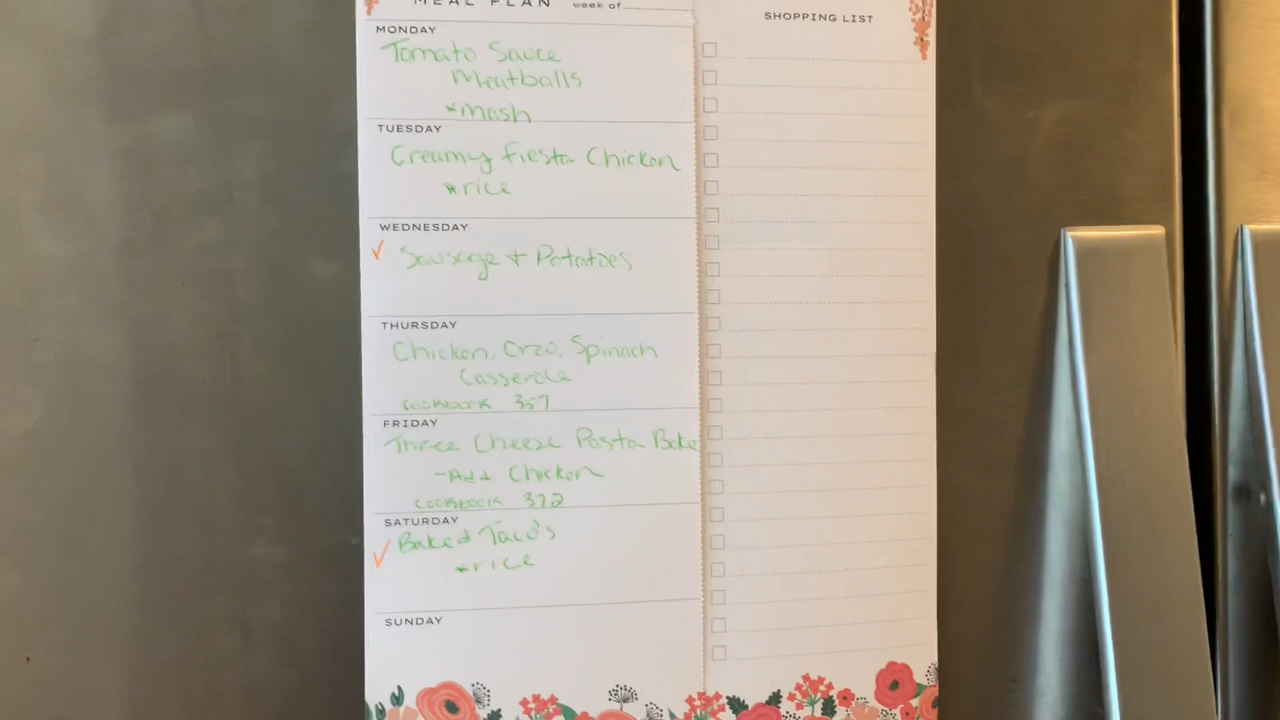 MEAL PLAN week of
MONDAY
Tomato Sauce
Meatballs
*mash
TUESDAY
Creamy Fiesta Chicken
*rice
WEDNESDAY
✓ Sausage + Potatoes
THURSDAY
Chicken, Orzo, Spinach
Casserole
cookbook 357
FRIDAY
Three Cheese Pasta Bake
-Add Chicken
cookbook 372
SATURDAY
✓ Baked Taco's
*rice
SUNDAY
SHOPPING LIST